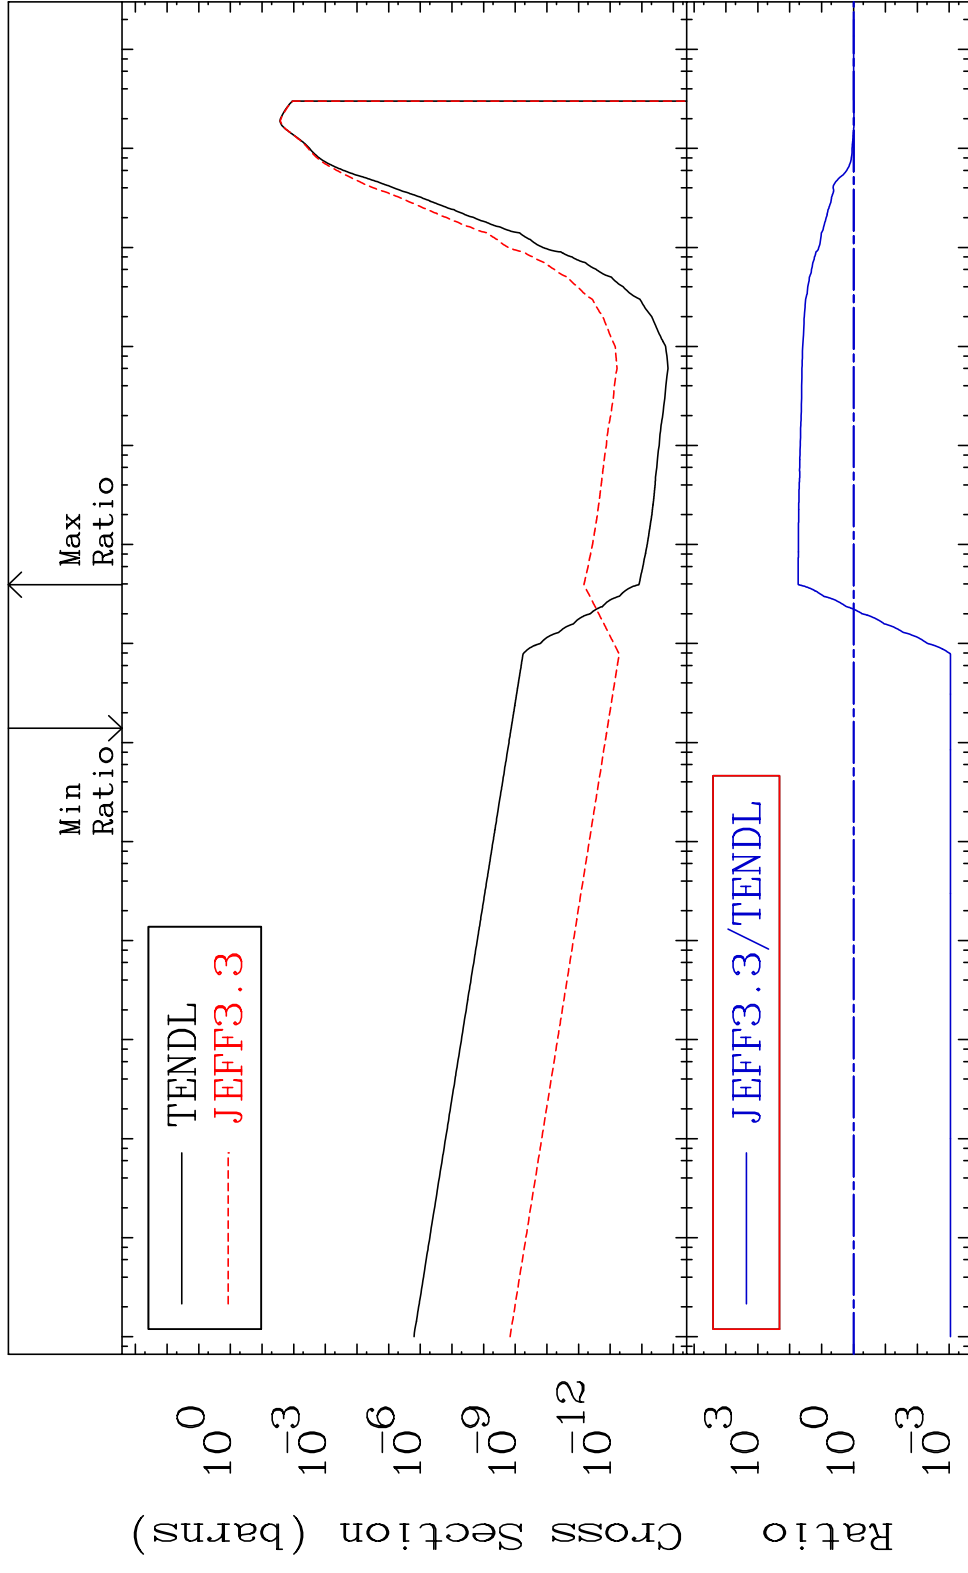 Min
Ratio
Max
Ratio
TENDL
JEFF3.3
JEFF3.3/TENDL
Cross Section (barns)
10^0
10^-3
10^-6
10^-9
10^-12
Ratio
10^3
10^0
10^-3